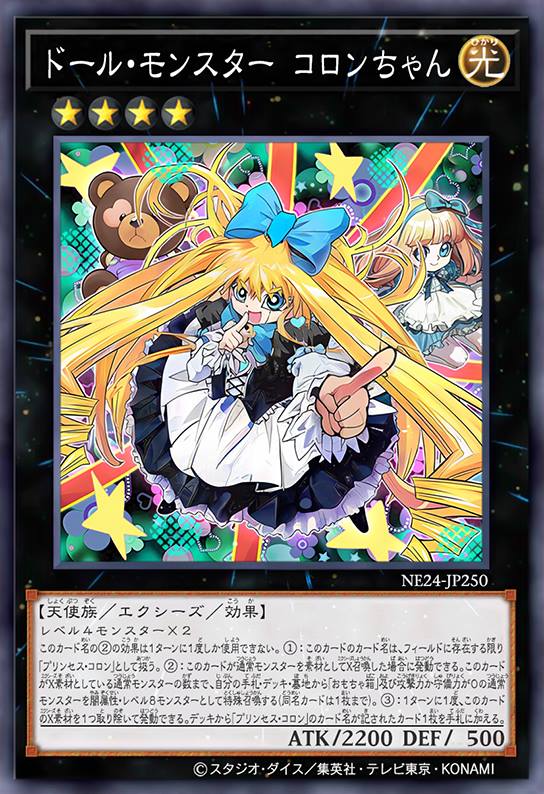 ドール・モンスター コロンちゃん
ひかり
光
NE24-JP250
【天使族／エクシーズ／効果】
レベル4モンスター×2
このカード名の②の効果は1ターンに1度しか使用できない。①：このカードのカード名は、フィールドに存在する限り
「プリンセス・コロン」として扱う。②：このカードが通常モンスターを素材としてX召喚した場合に発動できる。このカード
がX素材としている通常モンスターの数まで、自分の手札・デッキ・墓地から「おもちゃ箱」及び攻撃力か守備力が0の通常
モンスターを闇属性・レベル8モンスターとして特殊召喚する（同名カードは1枚まで）。③：1ターンに1度、このカード
のX素材を1つ取り除いて発動できる。デッキから「プリンセス・コロン」のカード名が記されたカード1枚を手札に加える。
ATK/2200 DEF/ 500
©スタジオ・ダイス／集英社・テレビ東京・KONAMI